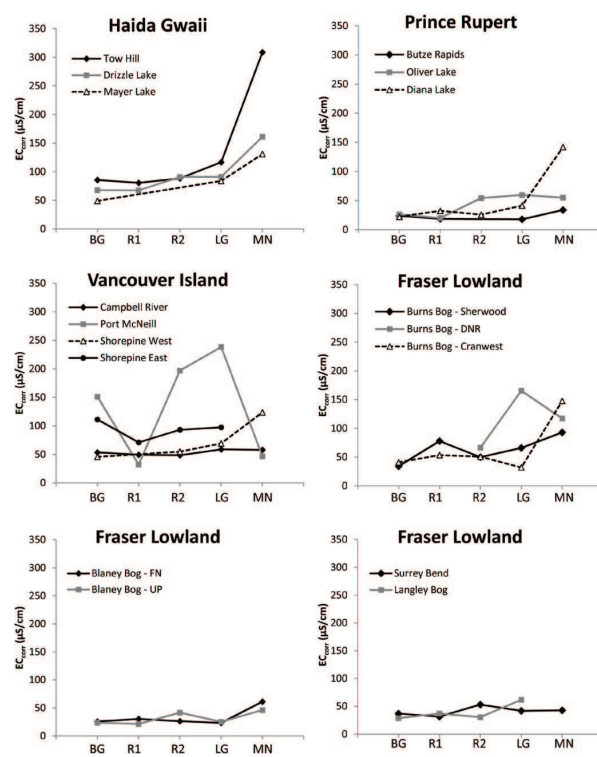 Haida Gwaii
Tow Hill
Drizzle Lake
Mayer Lake
ECcorr (µS/cm)
350
300
250
200
150
100
50
0
BG R1 R2 LG MN
Prince Rupert
Butze Rapids
Oliver Lake
Diana Lake
ECcorr (µS/cm)
350
300
250
200
150
100
50
0
BG R1 R2 LG MN
Vancouver Island
Campbell River
Port McNeill
Shorepine West
Shorepine East
ECcorr (µS/cm)
350
300
250
200
150
100
50
0
BG R1 R2 LG MN
Fraser Lowland
Burns Bog - Sherwood
Burns Bog - DNR
Burns Bog - Cranwest
ECcorr (µS/cm)
350
300
250
200
150
100
50
0
BG R1 R2 LG MN
Fraser Lowland
Blaney Bog - FN
Blaney Bog - UP
ECcorr (µS/cm)
350
300
250
200
150
100
50
0
BG R1 R2 LG MN
Fraser Lowland
Surrey Bend
Langley Bog
ECcorr (µS/cm)
350
300
250
200
150
100
50
0
BG R1 R2 LG MN